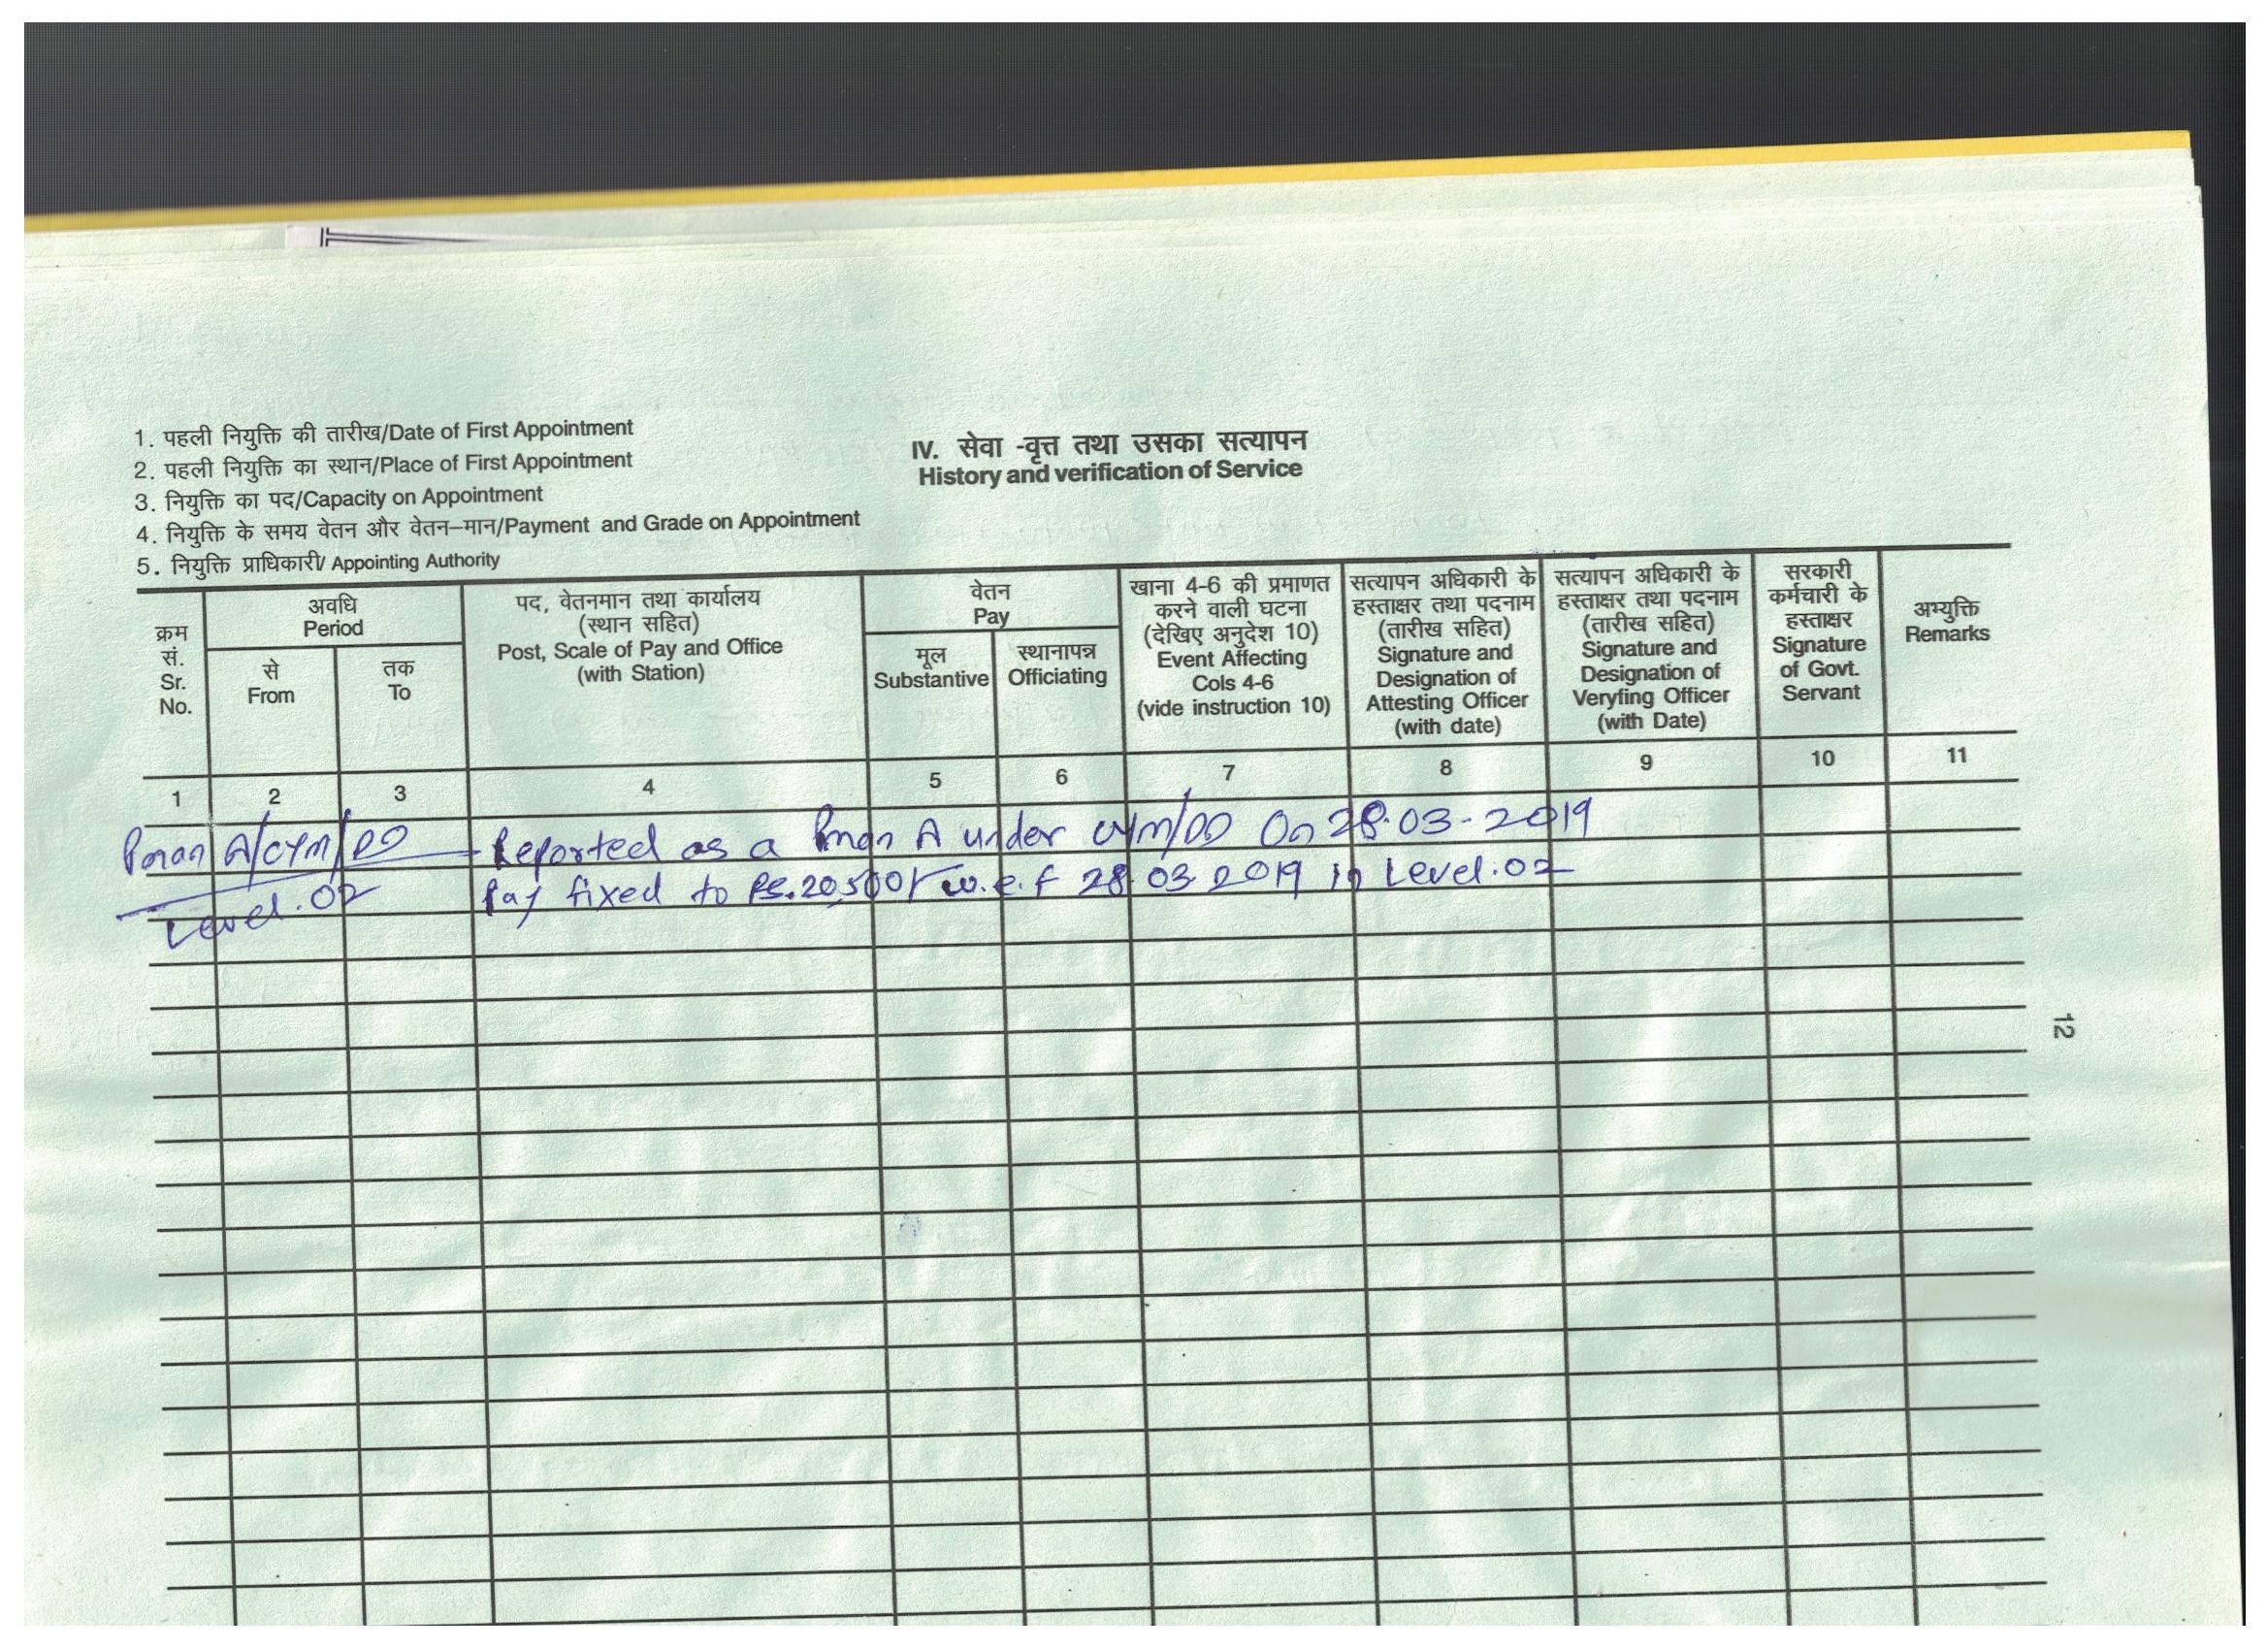 1. पहली नियुक्ति की तारीख/Date of First Appointment
2. पहली नियुक्ति का स्थान/Place of First Appointment
3. नियुक्ति का पद/Capacity on Appointment
4. नियुक्ति के समय वेतन और वेतन–मान/Payment and Grade on Appointment
5. नियुक्ति प्राधिकारी/ Appointing Authority
IV. सेवा -वृत्त तथा उसका सत्यापन
History and verification of Service
क्रम
सं.
Sr.
No.
अवधि
Period
से
From
तक
To
पद, वेतनमान तथा कार्यालय
(स्थान सहित)
Post, Scale of Pay and Office
(with Station)
वेतन
Pay
मूल
Substantive
स्थानापन्न
Officiating
खाना 4-6 की प्रमाणत
करने वाली घटना
(देखिए अनुदेश 10)
Event Affecting
Cols 4-6
(vide instruction 10)
सत्यापन अधिकारी के
हस्ताक्षर तथा पदनाम
(तारीख सहित)
Signature and
Designation of
Attesting Officer
(with date)
सत्यापन अधिकारी के
हस्ताक्षर तथा पदनाम
(तारीख सहित)
Signature and
Designation of
Veryfing Officer
(with Date)
सरकारी
कर्मचारी के
हस्ताक्षर
Signature
of Govt.
Servant
अभ्युक्ति
Remarks
1 2 3 4 5 6 7 8 9 10 11
Pman A/CYM/DD - Reported as a Pman A under CYM/DD On 28.03-2019
Level.02 Pay fixed to Rs.20,500/- w.e.f 28.03.2019 in Level.02
12